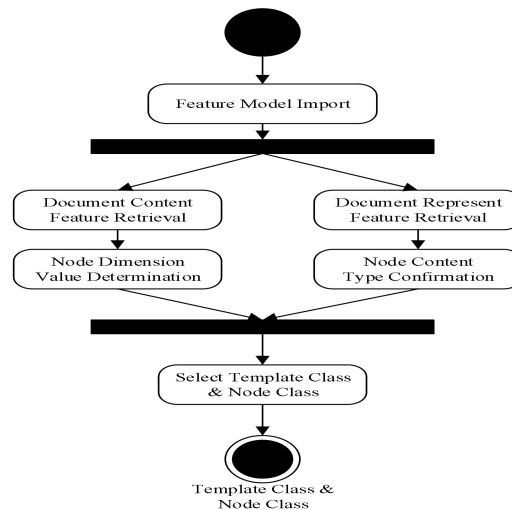 Feature Model Import
Document Content
Feature Retrieval
Document Represent
Feature Retrieval
Node Dimension
Value Determination
Node Content
Type Confirmation
Select Template Class
& Node Class
Template Class &
Node Class